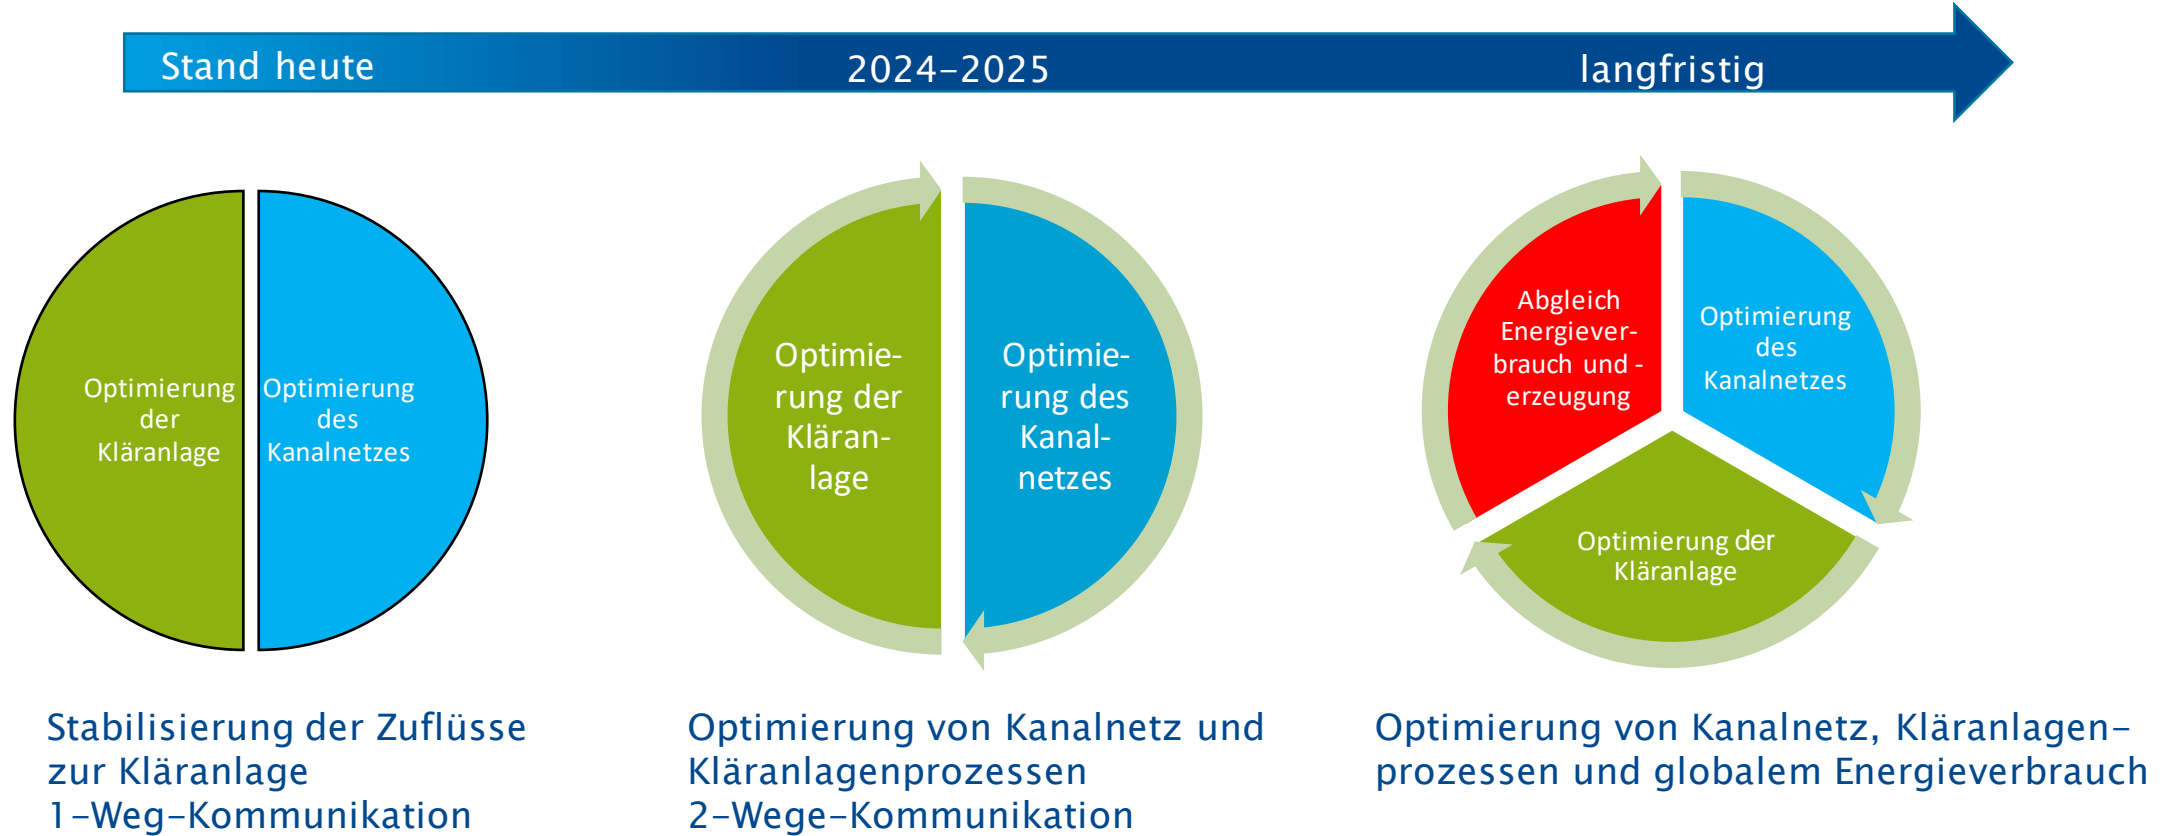 Stand heute
2024-2025
langfristig
Optimierung
der
Kläranlage
Optimierung
des
Kanalnetzes
Optimie-
rung der
Kläran-
lage
Optimie-
rung des
Kanal-
netzes
Abgleich
Energiever-
brauch und -
erzeugung
Optimierung
des
Kanalnetzes
Optimierung der
Kläranlage
Stabilisierung der Zuflüsse
zur Kläranlage
1-Weg-Kommunikation
Optimierung von Kanalnetz und
Kläranlagenprozessen
2-Wege-Kommunikation
Optimierung von Kanalnetz, Kläranlagen-
prozessen und globalem Energieverbrauch